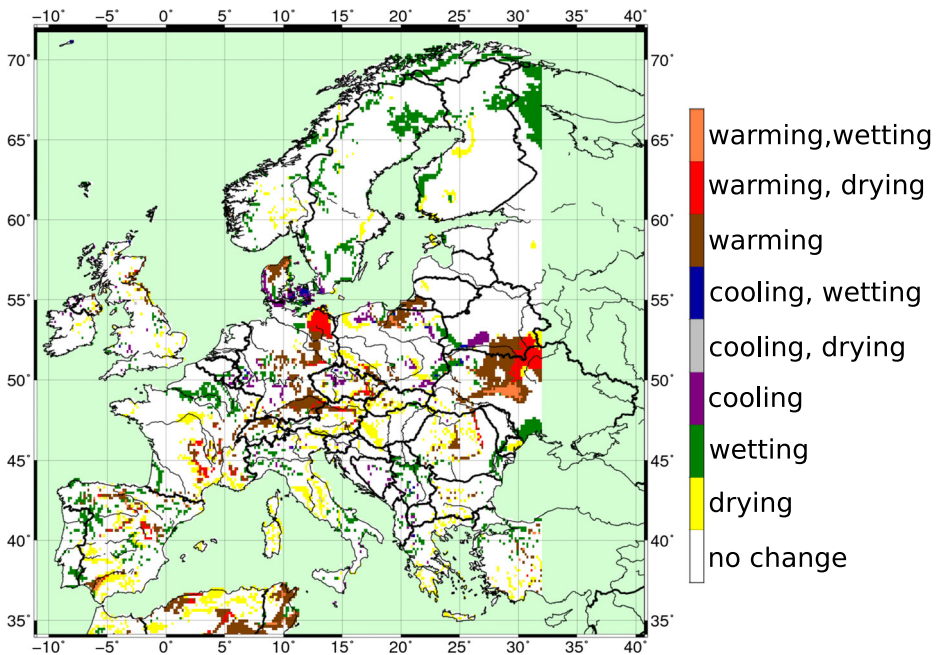 −10° −5° 0° 5° 10° 15° 20° 25° 30° 35° 40°
70° 70°
65° 65°
60° 60°
55° 55°
50° 50°
45° 45°
40° 40°
35° 35°
−10° −5° 0° 5° 10° 15° 20° 25° 30° 35° 40°
warming,wetting
warming, drying
warming
cooling, wetting
cooling, drying
cooling
wetting
drying
no change